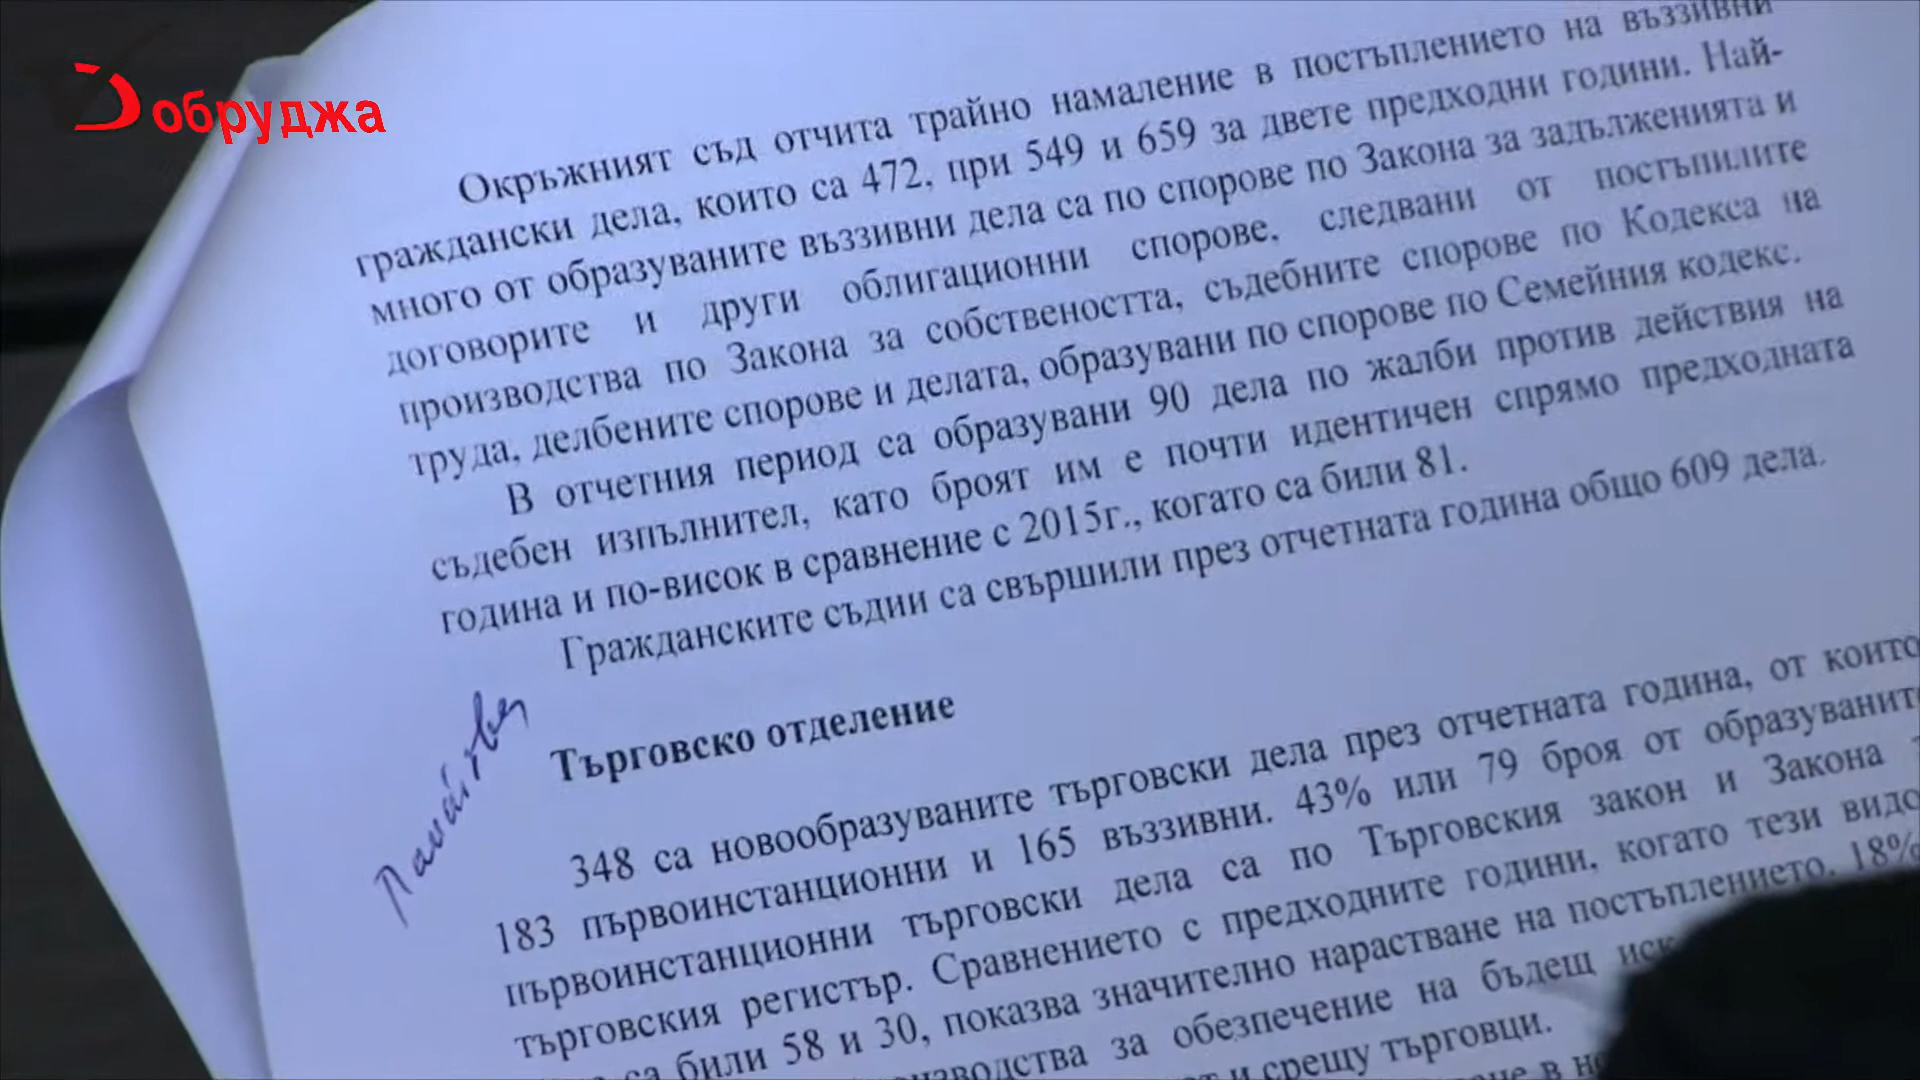 Добруджа
Окръжният съд отчита трайно намаление в постъплението на въззивни
граждански дела, които са 472, при 549 и 659 за двете предходни години. Най-
много от образуваните въззивни дела са по спорове по Закона за задълженията и
договорите и други облигационни спорове, следвани от постъпилите
производства по Закона за собствеността, съдебните спорове по Кодекса на
труда, делбените спорове и делата, образувани по спорове по Семейния кодекс.
В отчетния период са образувани 90 дела по жалби против действия на
съдебен изпълнител, като броят им е почти идентичен спрямо предходната
година и по-висок в сравнение с 2015г., когато са били 81.
Гражданските съдии са свършили през отчетната година общо 609 дела.
Търговско отделение
348 са новообразуваните търговски дела през отчетната година, от които
183 първоинстанционни и 165 въззивни. 43% или 79 броя от образуваните
първоинстанционни търговски дела са по Търговския закон и Закона
търговския регистър. Сравнението с предходните години, когато тези видо
са били 58 и 30, показва значително нарастване на постъплението. 18%
за обезпечение на бъдещ иск
и срещу търговци.